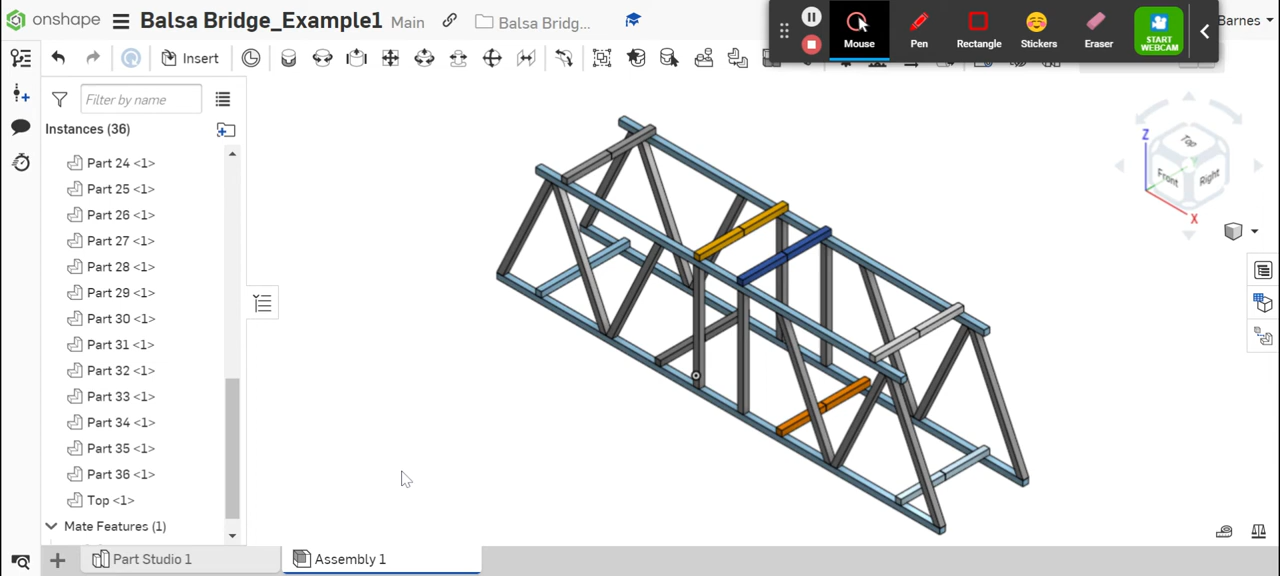 onshape
Balsa Bridge_Example1
Main
Balsa Bridg...
Mouse
Pen
Rectangle
Stickers
Eraser
START
WEBCAM
Barnes
Insert
Filter by name
Instances (36)
Part 24 <1>
Part 25 <1>
Part 26 <1>
Part 27 <1>
Part 28 <1>
Part 29 <1>
Part 30 <1>
Part 31 <1>
Part 32 <1>
Part 33 <1>
Part 34 <1>
Part 35 <1>
Part 36 <1>
Top <1>
Mate Features (1)
Z
Top
Front
Right
X
Part Studio 1
Assembly 1